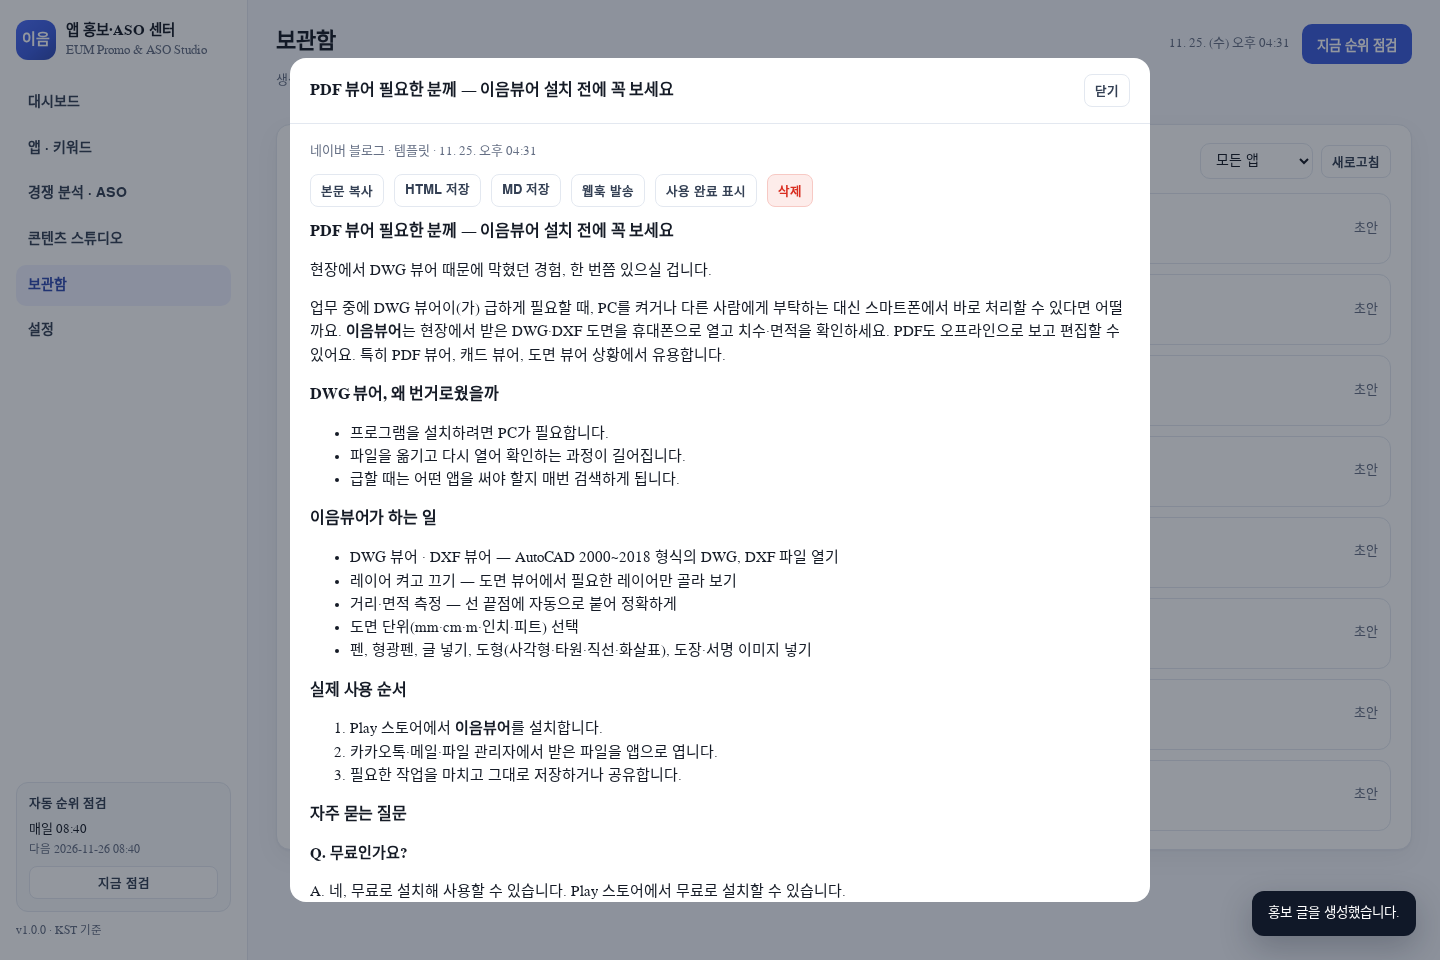 이음
앱 홍보·ASO 센터
EUM Promo & ASO Studio
대시보드
앱 · 키워드
경쟁 분석 · ASO
콘텐츠 스튜디오
보관함
설정
자동 순위 점검
매일 08:40
다음 2026-11-26 08:40
지금 점검
v1.0.0 · KST 기준
보관함
11. 25. (수) 오후 04:31
지금 순위 점검
모든 앱
새로고침
초안
초안
초안
초안
초안
초안
초안
초안
PDF 뷰어 필요한 분께 — 이음뷰어 설치 전에 꼭 보세요
닫기
네이버 블로그 · 템플릿 · 11. 25. 오후 04:31
본문 복사
HTML 저장
MD 저장
웹훅 발송
사용 완료 표시
삭제
PDF 뷰어 필요한 분께 — 이음뷰어 설치 전에 꼭 보세요
현장에서 DWG 뷰어 때문에 막혔던 경험, 한 번쯤 있으실 겁니다.
업무 중에 DWG 뷰어이(가) 급하게 필요할 때, PC를 켜거나 다른 사람에게 부탁하는 대신 스마트폰에서 바로 처리할 수 있다면 어떨
까요. 이음뷰어는 현장에서 받은 DWG·DXF 도면을 휴대폰으로 열고 치수·면적을 확인하세요. PDF도 오프라인으로 보고 편집할 수
있어요. 특히 PDF 뷰어, 캐드 뷰어, 도면 뷰어 상황에서 유용합니다.
DWG 뷰어, 왜 번거로웠을까
• 프로그램을 설치하려면 PC가 필요합니다.
• 파일을 옮기고 다시 열어 확인하는 과정이 길어집니다.
• 급할 때는 어떤 앱을 써야 할지 매번 검색하게 됩니다.
이음뷰어가 하는 일
• DWG 뷰어 · DXF 뷰어 — AutoCAD 2000~2018 형식의 DWG, DXF 파일 열기
• 레이어 켜고 끄기 — 도면 뷰어에서 필요한 레이어만 골라 보기
• 거리·면적 측정 — 선 끝점에 자동으로 붙어 정확하게
• 도면 단위(mm·cm·m·인치·피트) 선택
• 펜, 형광펜, 글 넣기, 도형(사각형·타원·직선·화살표), 도장·서명 이미지 넣기
실제 사용 순서
1. Play 스토어에서 이음뷰어를 설치합니다.
2. 카카오톡·메일·파일 관리자에서 받은 파일을 앱으로 엽니다.
3. 필요한 작업을 마치고 그대로 저장하거나 공유합니다.
자주 묻는 질문
Q. 무료인가요?
A. 네, 무료로 설치해 사용할 수 있습니다. Play 스토어에서 무료로 설치할 수 있습니다.
홍보 글을 생성했습니다.